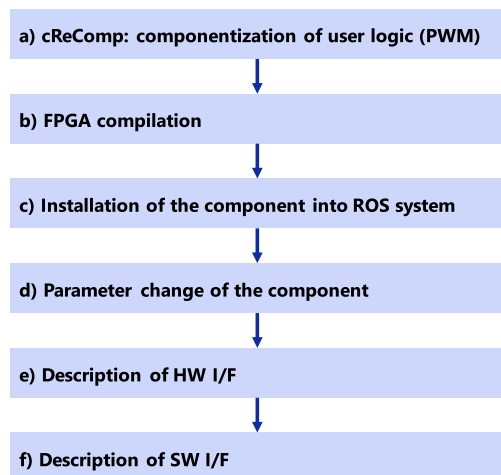 a) cReComp: componentization of user logic (PWM)
b) FPGA compilation
c) Installation of the component into ROS system
d) Parameter change of the component
e) Description of HW I/F
f) Description of SW I/F